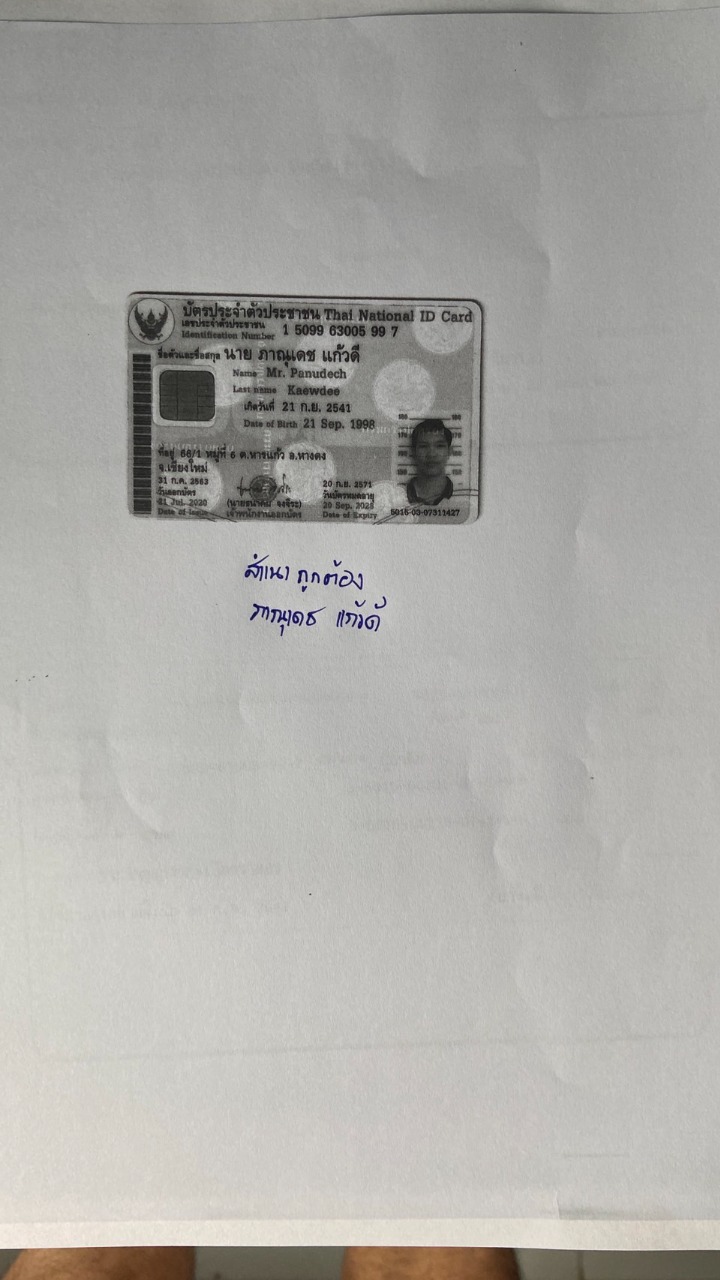 บัตรประจำตัวประชาชน Thai National ID Card
เลขประจำตัวประชาชน
Identification Number
1 5099 63005 99 7
ชื่อตัวและชื่อสกุล นาย ภาณุเดช แก้วดี
Name Mr. Panudech
Last name Kaewdee
เกิดวันที่ 21 ก.ย. 2541
Date of Birth 21 Sep. 1998
ที่อยู่ 66/1 หมู่ที่ 6 ต.หารแก้ว อ.หางดง
จ.เชียงใหม่
31 ก.ค. 2563
วันออกบัตร
31 Jul. 2020
Date of Issue
เจ้าพนักงานออกบัตร
20 ก.ย. 2571
วันบัตรหมดอายุ
20 Sep. 2028
Date of Expiry
5016-03-07311427
สำเนา ถูกต้อง
ภาณุเดช แก้วดี